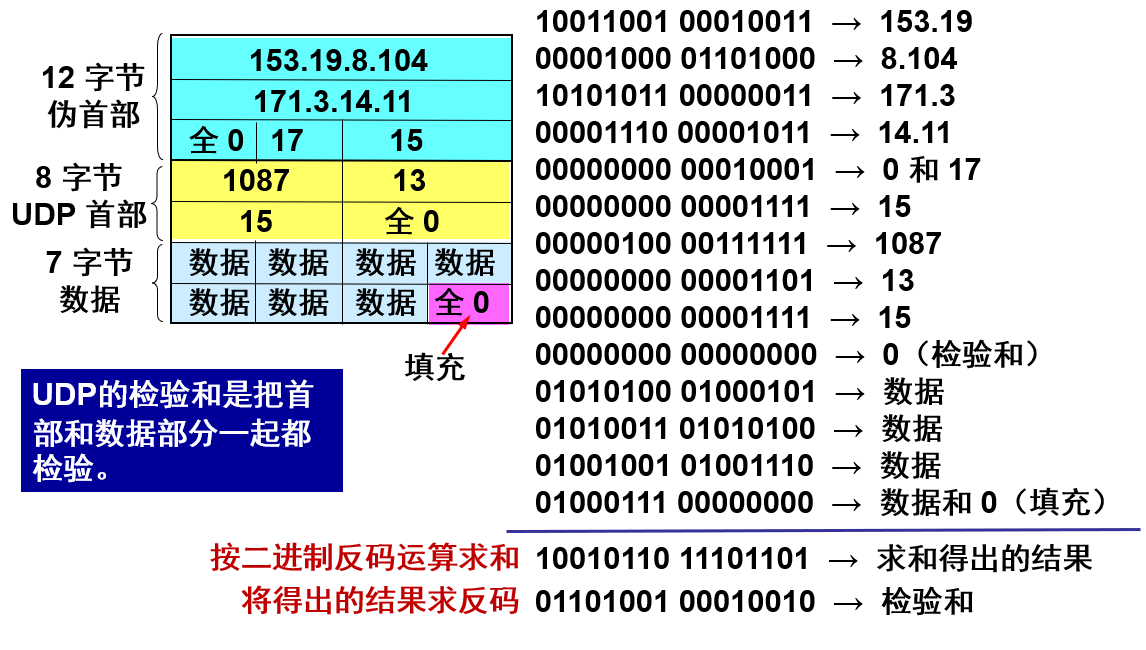 12 字节
伪首部
153.19.8.104
171.3.14.11
全 0 17 15
8 字节
UDP 首部
1087 13
15 全 0
7 字节
数据
数据 数据 数据 数据
数据 数据 数据 全 0
填充
UDP的检验和是把首
部和数据部分一起都
检验。
10011001 00010011 → 153.19
00001000 01101000 → 8.104
10101011 00000011 → 171.3
00001110 00001011 → 14.11
00000000 00010001 → 0 和 17
00000000 00001111 → 15
00000100 00111111 → 1087
00000000 00001101 → 13
00000000 00001111 → 15
00000000 00000000 → 0（检验和）
01010100 01000101 → 数据
01010011 01010100 → 数据
01001001 01001110 → 数据
01000111 00000000 → 数据和 0（填充）
按二进制反码运算求和 10010110 11101101 → 求和得出的结果
将得出的结果求反码 01101001 00010010 → 检验和